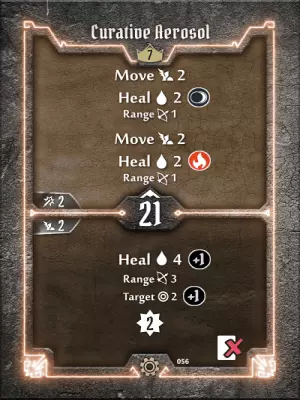 Curative Aerosol
7
Move 2
Heal 2
Range 1
Move 2
Heal 2
Range 1
2
21
2
Heal 4 +1
Range 3
Target 2 +1
2
056